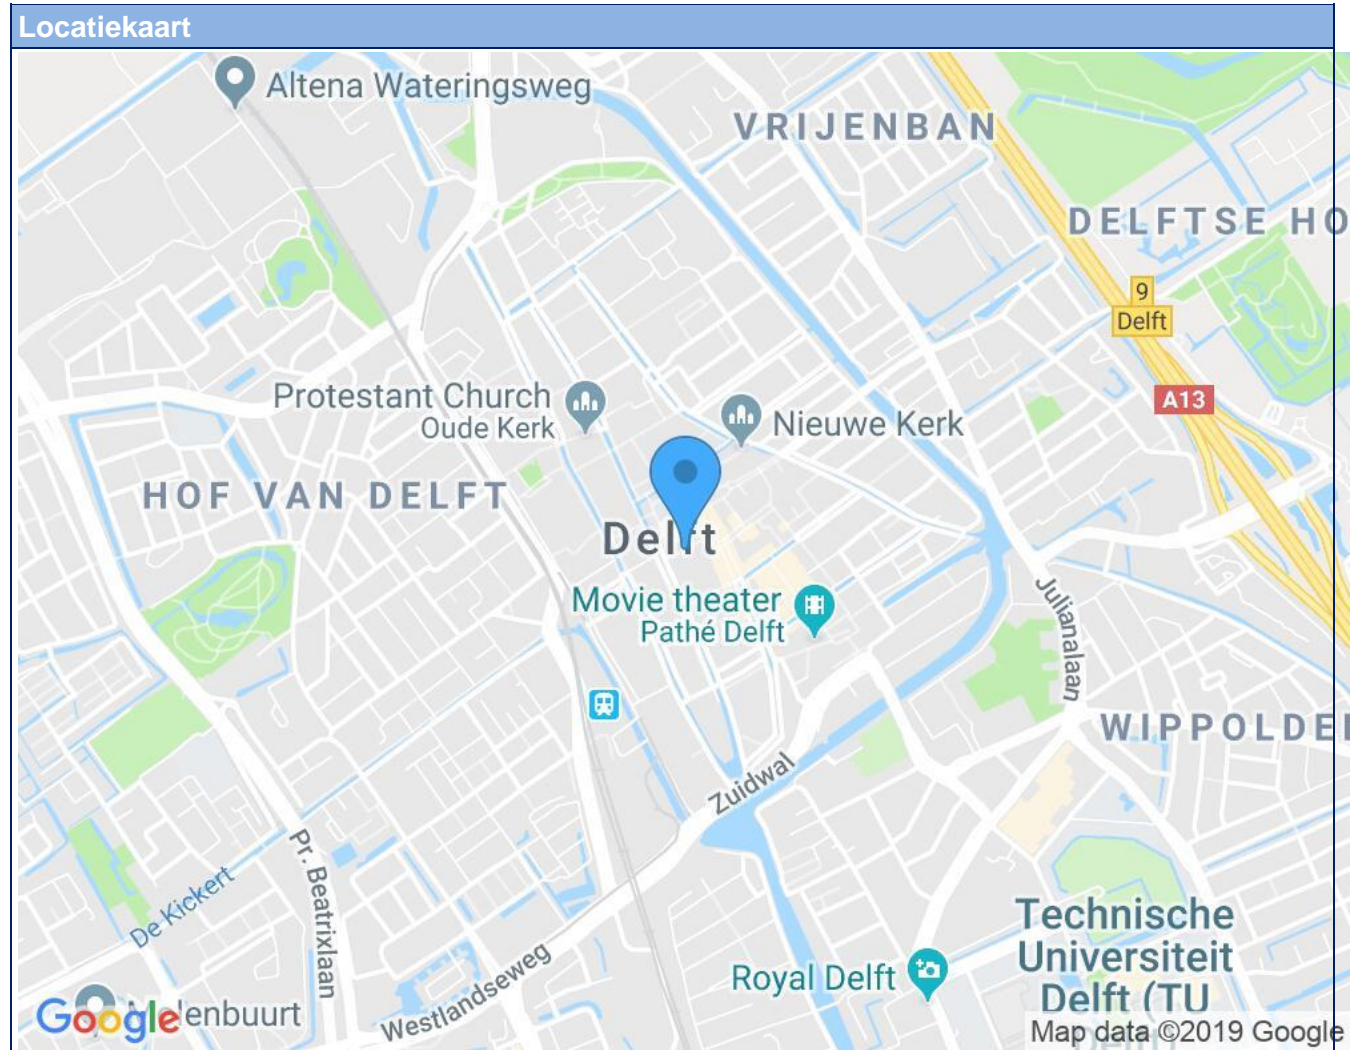 Locatiekaart
Altena Wateringsweg
VRIJENBAN
DELFTSE HO
9
Delft
A13
Protestant Church
Oude Kerk
Nieuwe Kerk
HOF VAN DELFT
Delft
Movie theater
Pathé Delft
Julianalaan
WIPPOLDE
Zuidwal
Pr. Beatrixlaan
De Kickert
Westlandseweg
Royal Delft
Technische
Universiteit
Delft (TU
Google
enbuurt
Map data ©2019 Google